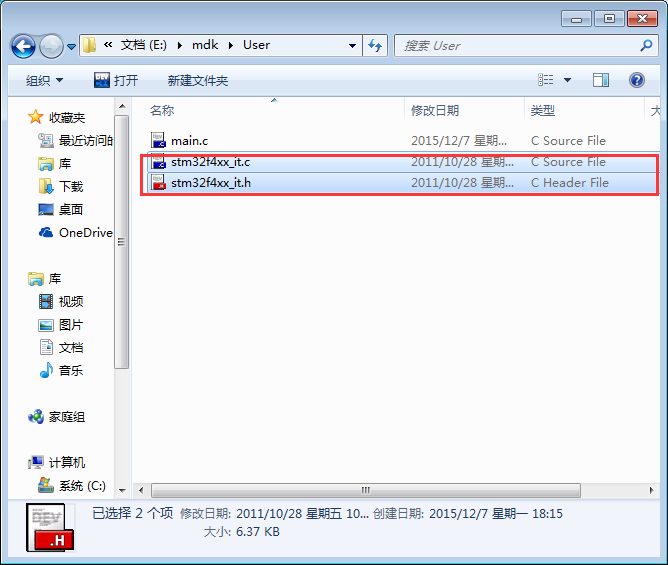 « 文档 (E:) ▸ mdk ▸ User
搜索 User
组织
打开
新建文件夹
名称
修改日期
类型
大
收藏夹
最近访问的
库
下载
桌面
OneDrive
库
视频
图片
文档
音乐
家庭组
计算机
系统 (C:)
main.c 2015/12/7 星期... C Source File
stm32f4xx_it.c 2011/10/28 星期... C Source File
stm32f4xx_it.h 2011/10/28 星期... C Header File
.H
已选择 2 个项 修改日期: 2011/10/28 星期五 10... 创建日期: 2015/12/7 星期一 18:15
大小: 6.37 KB